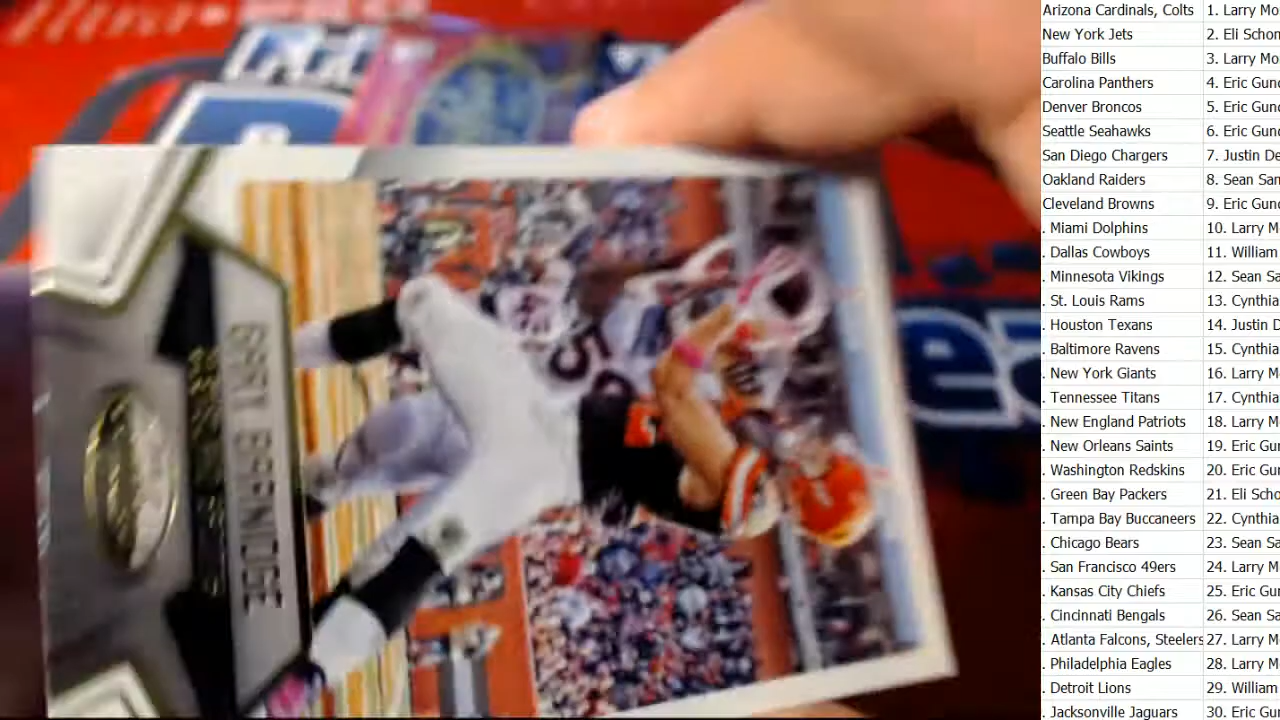 GARY BARNIDGE
Arizona Cardinals, Colts 1. Larry Mo
New York Jets 2. Eli Schon
Buffalo Bills 3. Larry Mo
Carolina Panthers 4. Eric Gund
Denver Broncos 5. Eric Gund
Seattle Seahawks 6. Eric Gund
San Diego Chargers 7. Justin De
Oakland Raiders 8. Sean San
Cleveland Browns 9. Eric Gund
. Miami Dolphins 10. Larry M
. Dallas Cowboys 11. William
. Minnesota Vikings 12. Sean Sa
. St. Louis Rams 13. Cynthia
. Houston Texans 14. Justin D
. Baltimore Ravens 15. Cynthia
. New York Giants 16. Larry M
. Tennessee Titans 17. Cynthia
. New England Patriots 18. Larry M
. New Orleans Saints 19. Eric Gu
. Washington Redskins 20. Eric Gu
. Green Bay Packers 21. Eli Scho
. Tampa Bay Buccaneers 22. Cynthia
. Chicago Bears 23. Sean Sa
. San Francisco 49ers 24. Larry M
. Kansas City Chiefs 25. Eric Gu
. Cincinnati Bengals 26. Sean Sa
. Atlanta Falcons, Steelers 27. Larry M
. Philadelphia Eagles 28. Larry M
. Detroit Lions 29. William
. Jacksonville Jaguars 30. Eric Gu